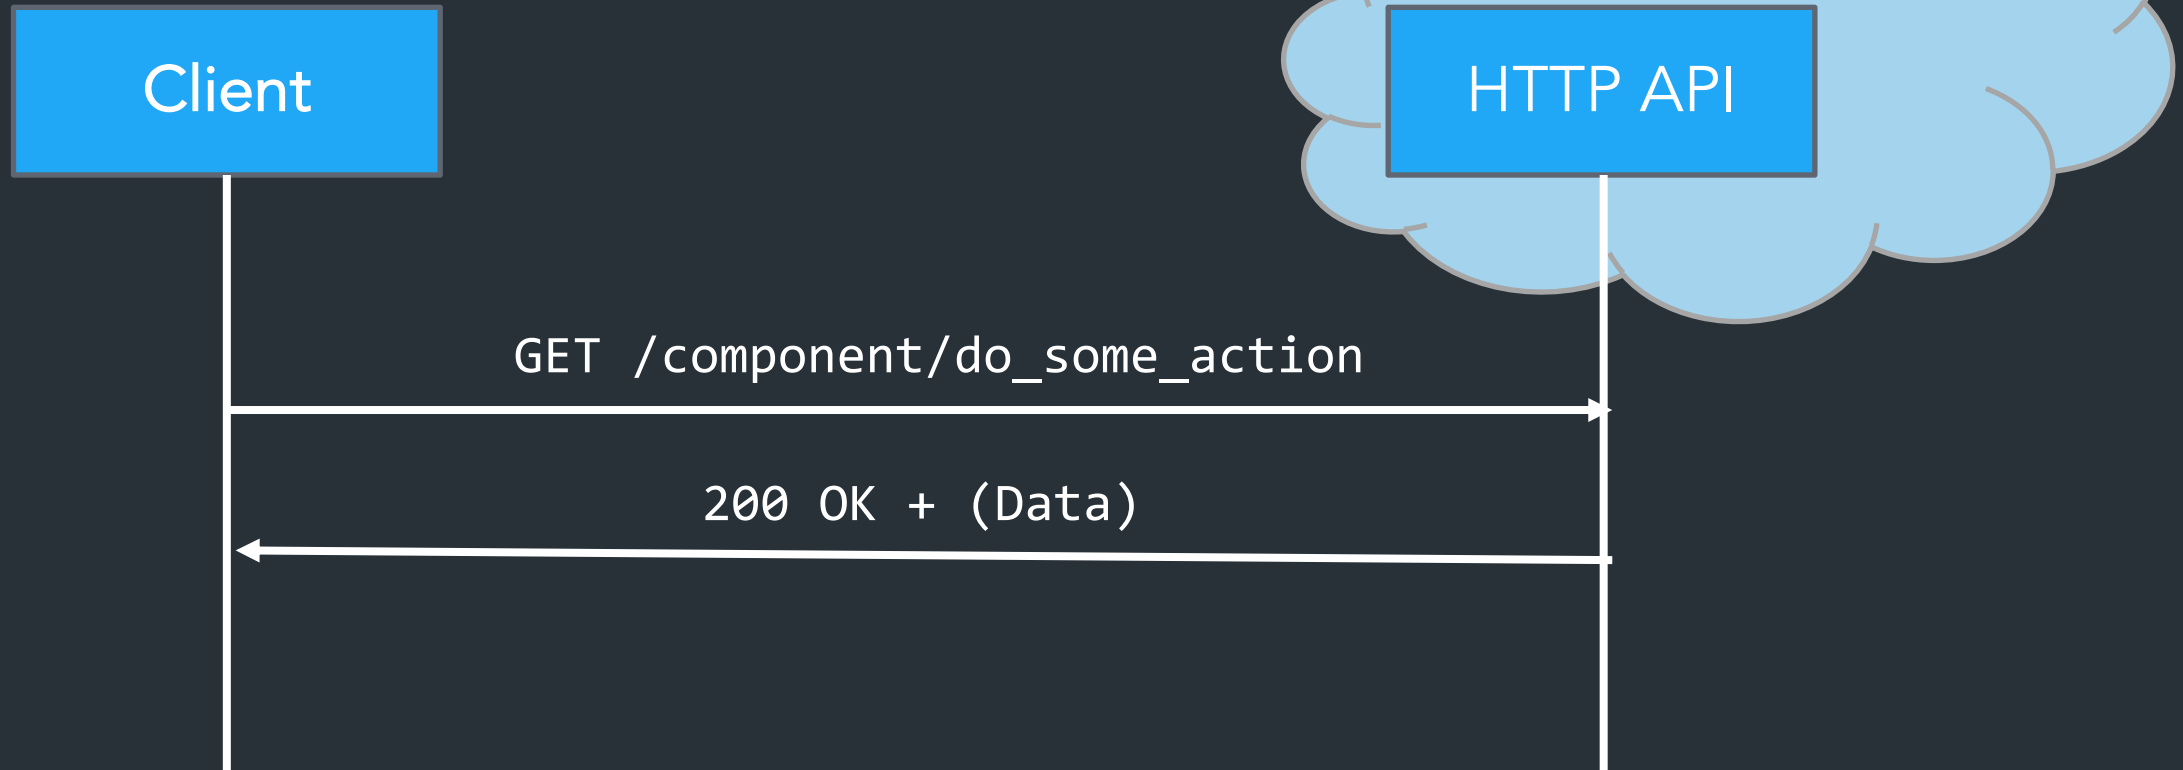 Client
HTTP API
GET /component/do_some_action
200 OK + (Data)